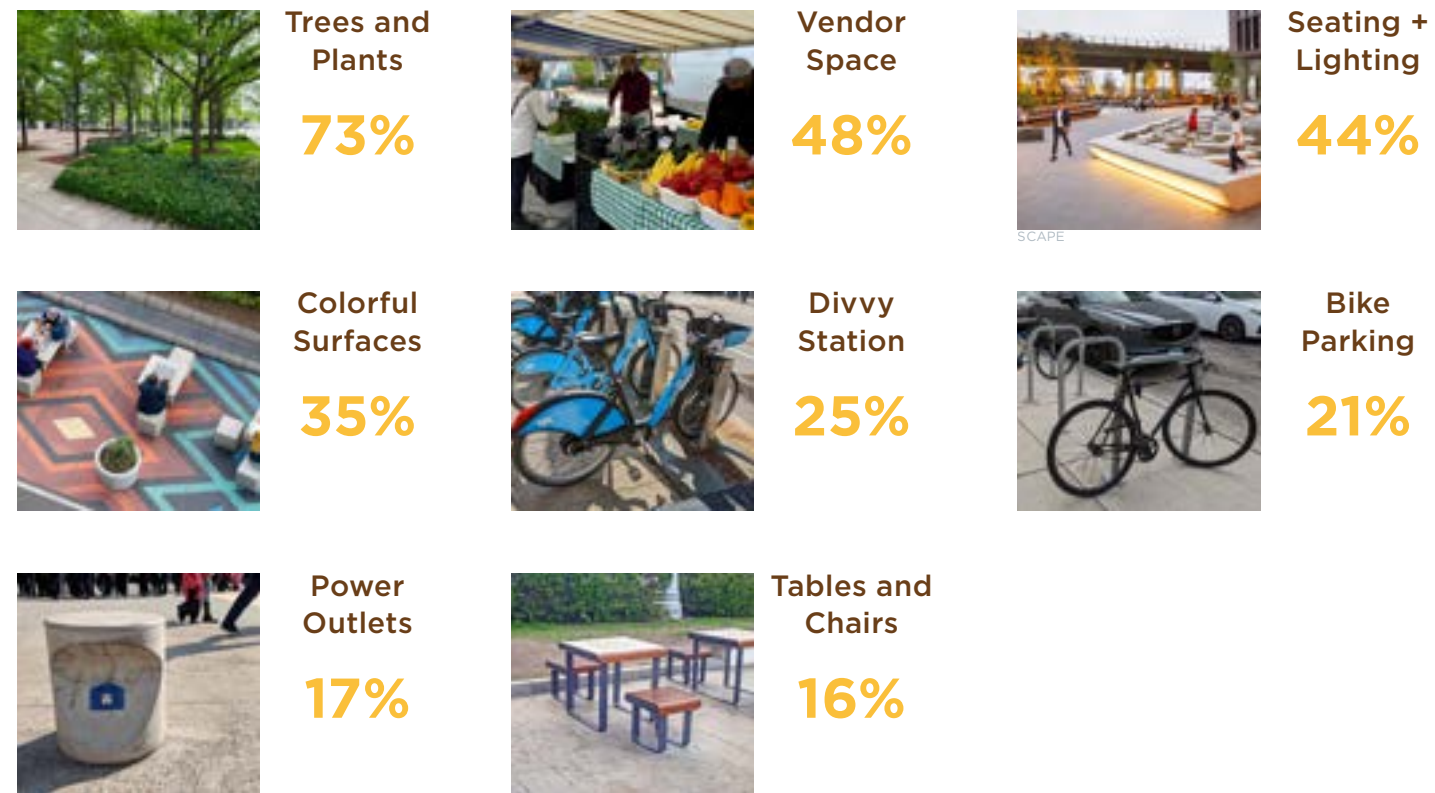 Trees and
Plants
73%
Vendor
Space
48%
Seating +
Lighting
44%
SCAPE
Colorful
Surfaces
35%
Divvy
Station
25%
Bike
Parking
21%
Power
Outlets
17%
Tables and
Chairs
16%